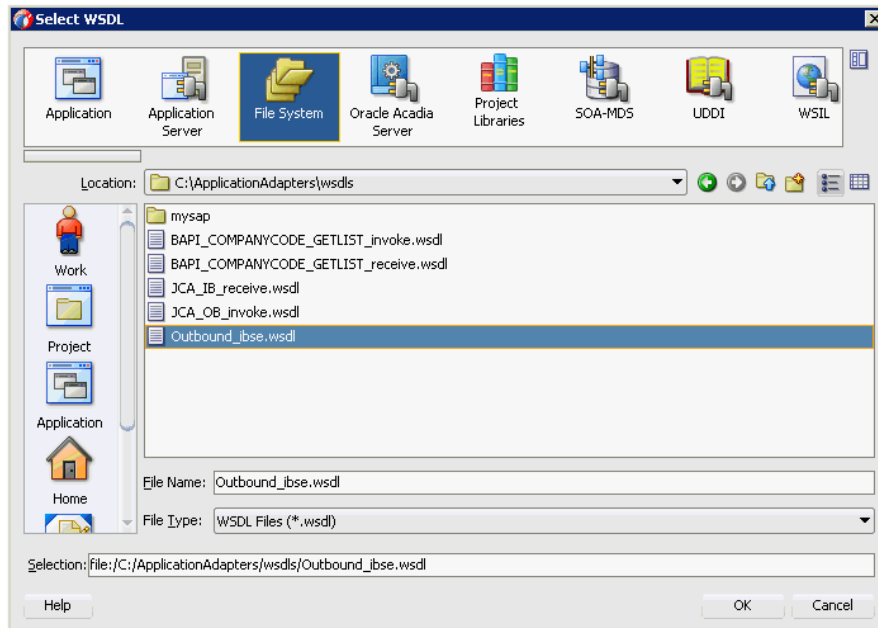 Select WSDL
Application
Application
Server
File System
Oracle Acadia
Server
Project
Libraries
SOA-MDS
UDDI
WSIL
Location:
C:\ApplicationAdapters\wsdls
Work
Project
Application
Home
mysap
BAPI_COMPANYCODE_GETLIST_invoke.wsdl
BAPI_COMPANYCODE_GETLIST_receive.wsdl
JCA_IB_receive.wsdl
JCA_OB_invoke.wsdl
Outbound_ibse.wsdl
File Name: Outbound_ibse.wsdl
File Type: WSDL Files (*.wsdl)
Selection: file:/C:/ApplicationAdapters/wsdls/Outbound_ibse.wsdl
Help
OK
Cancel